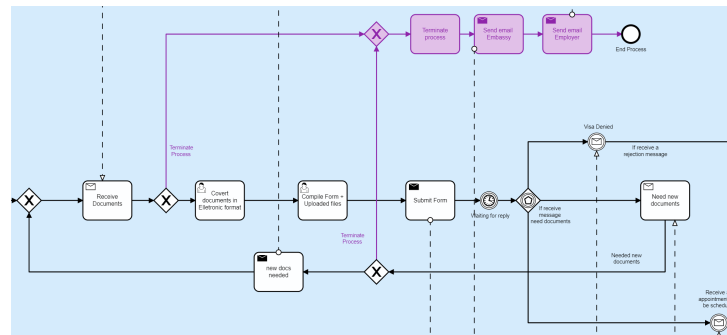 Terminate
process
Send email
Embassy
Send email
Employer
End Process
Terminate
Process
Visa Denied
If receive a
rejection message
Receive
Documents
Covert
documents in
Elletronic format
Compile Form +
Uploaded files
Submit Form
Waiting for reply
If receive
message
need documents
Need new
documents
Terminate
Process
new docs
needed
Needed new
documents
Receive
appointment
be schedu